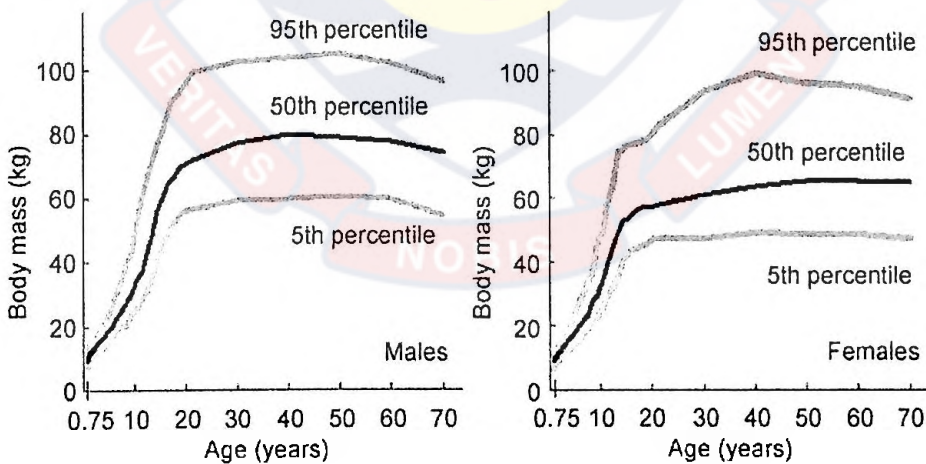 95th percentile
50th percentile
5th percentile
Body mass (kg)
100
80
60
40
20
0
Males
0.75 10 20 30 40 50 60 70
Age (years)
95th percentile
50th percentile
5th percentile
Body mass (kg)
100
80
60
40
20
0
Females
0.75 10 20 30 40 50 60 70
Age (years)
VERITAS
NOBIS
LUMEN